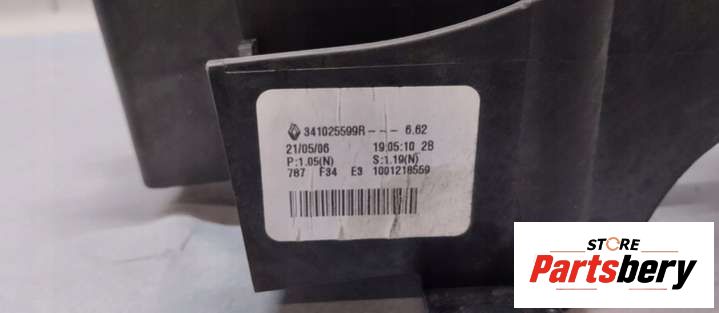 341025599R--- 6.62
21/05/06 19:05:10 2B
P:1.05(N) S:1.19(N)
787 F34 E3 1001218559
STORE
Partsbery